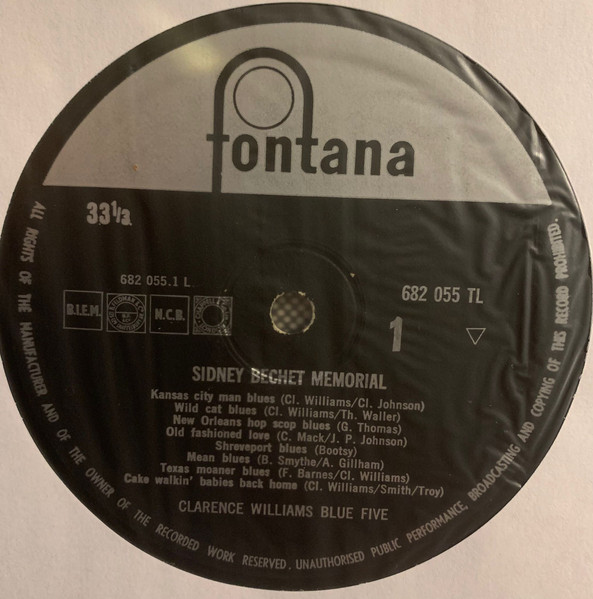 fontana
33⅓
682 055.1 L
682 055 TL
B.I.E.M.
N.C.B.
1
SIDNEY BECHET MEMORIAL
Kansas city man blues (Cl. Williams/Cl. Johnson)
Wild cat blues (Cl. Williams/Th. Waller)
New Orleans hop scop blues (G. Thomas)
Old fashioned love (C. Mack/J. P. Johnson)
Shreveport blues (Bootsy)
Mean blues (B. Smythe/A. Gillham)
Texas moaner blues (F. Barnes/Cl. Williams)
Cake walkin' babies back home (Cl. Williams/Smith/Troy)
CLARENCE WILLIAMS BLUE FIVE
ALL RIGHTS OF THE MANUFACTURER AND OF THE OWNER OF THE RECORDED WORK RESERVED. UNAUTHORISED PUBLIC PERFORMANCE, BROADCASTING AND COPYING OF THIS RECORD PROHIBITED.